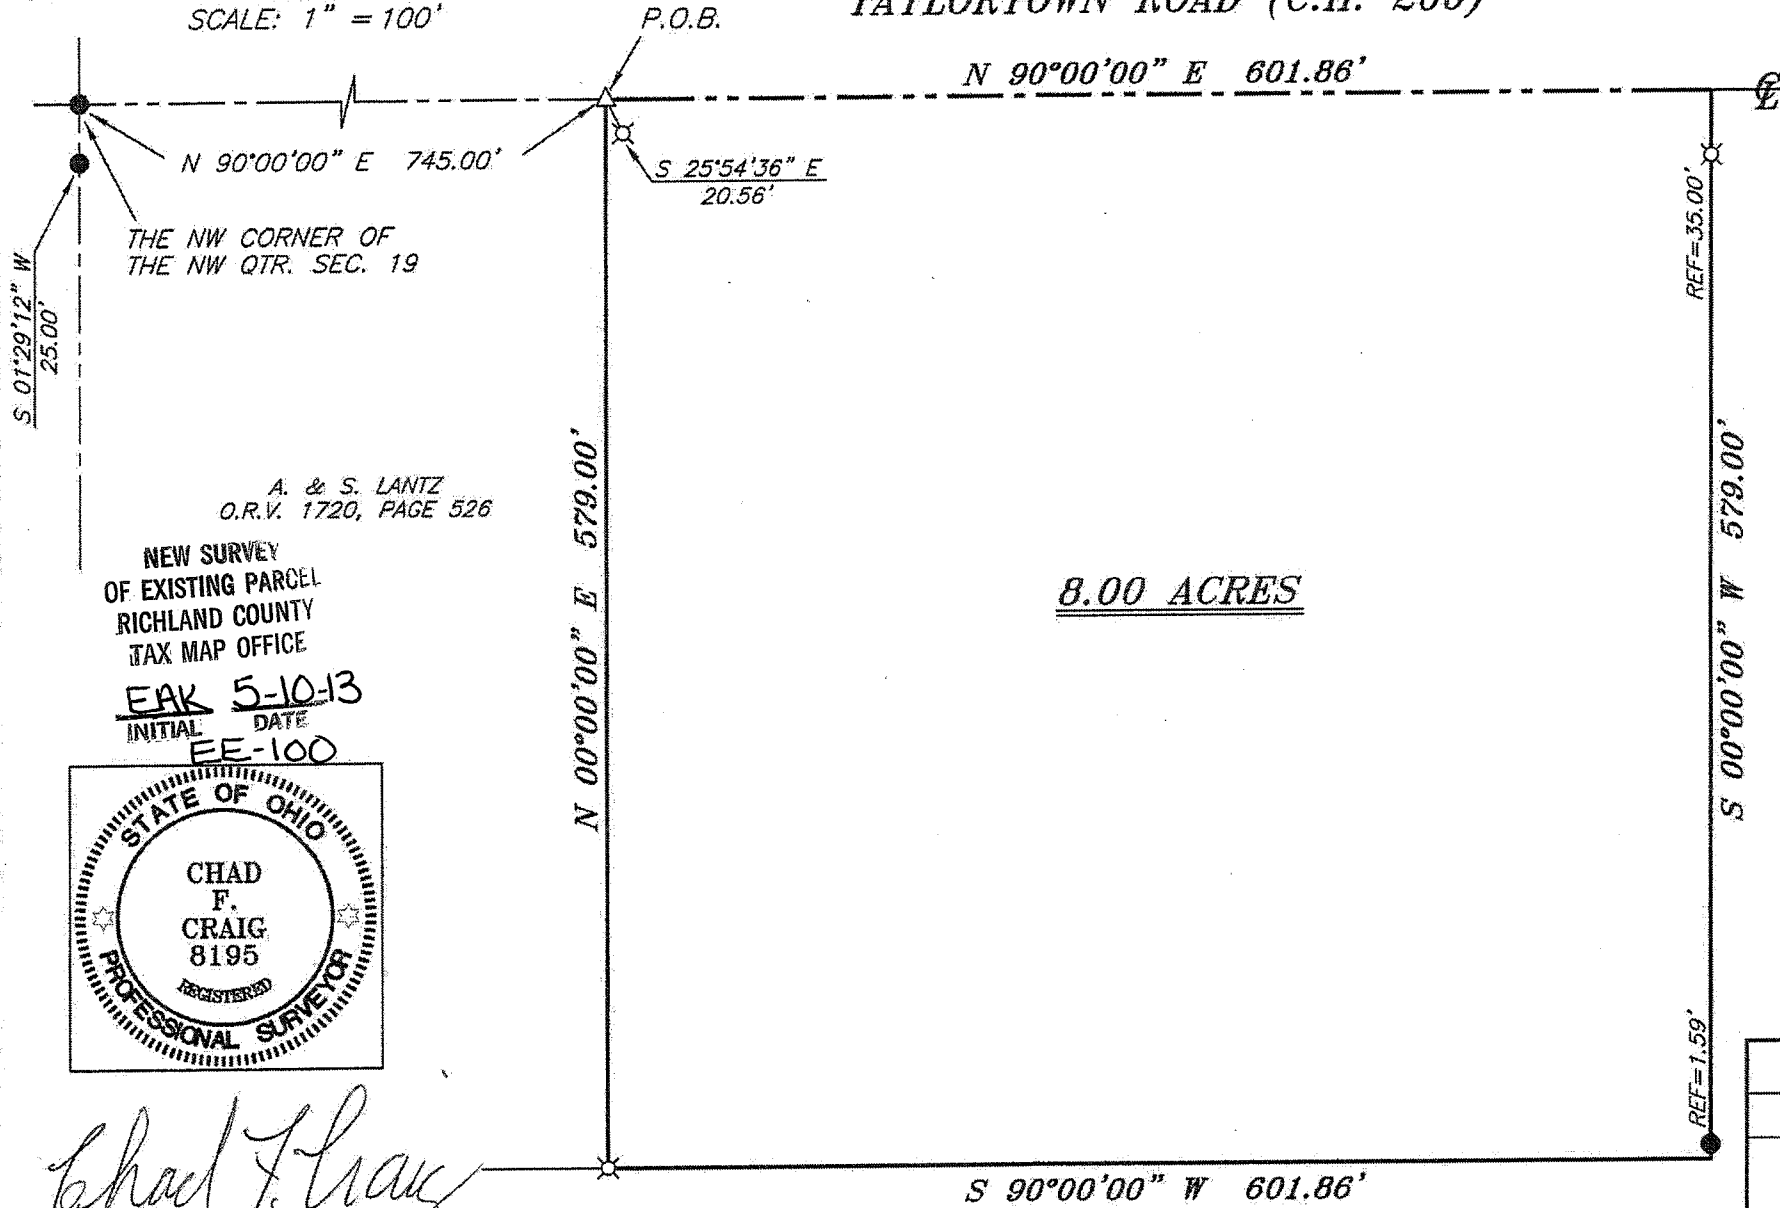 SCALE: 1" = 100'
P.O.B.
TAYLORTOWN ROAD (C.H. 200)
N 90°00'00" E 601.86'
℄
N 90°00'00" E 745.00'
S 25°54'36" E
20.56'
THE NW CORNER OF
THE NW QTR. SEC. 19
S 01°29'12" W
25.00'
REF=35.00'
A. & S. LANTZ
O.R.V. 1720, PAGE 526
N 00°00'00" E 579.00'
S 00°00'00" W 579.00'
8.00 ACRES
NEW SURVEY
OF EXISTING PARCEL
RICHLAND COUNTY
TAX MAP OFFICE
EAK 5-10-13
INITIAL DATE
EE-100
STATE OF OHIO
CHAD
F.
CRAIG
8195
REGISTERED
PROFESSIONAL SURVEYOR
REF=1.59'
Chad F. Craig
S 90°00'00" W 601.86'